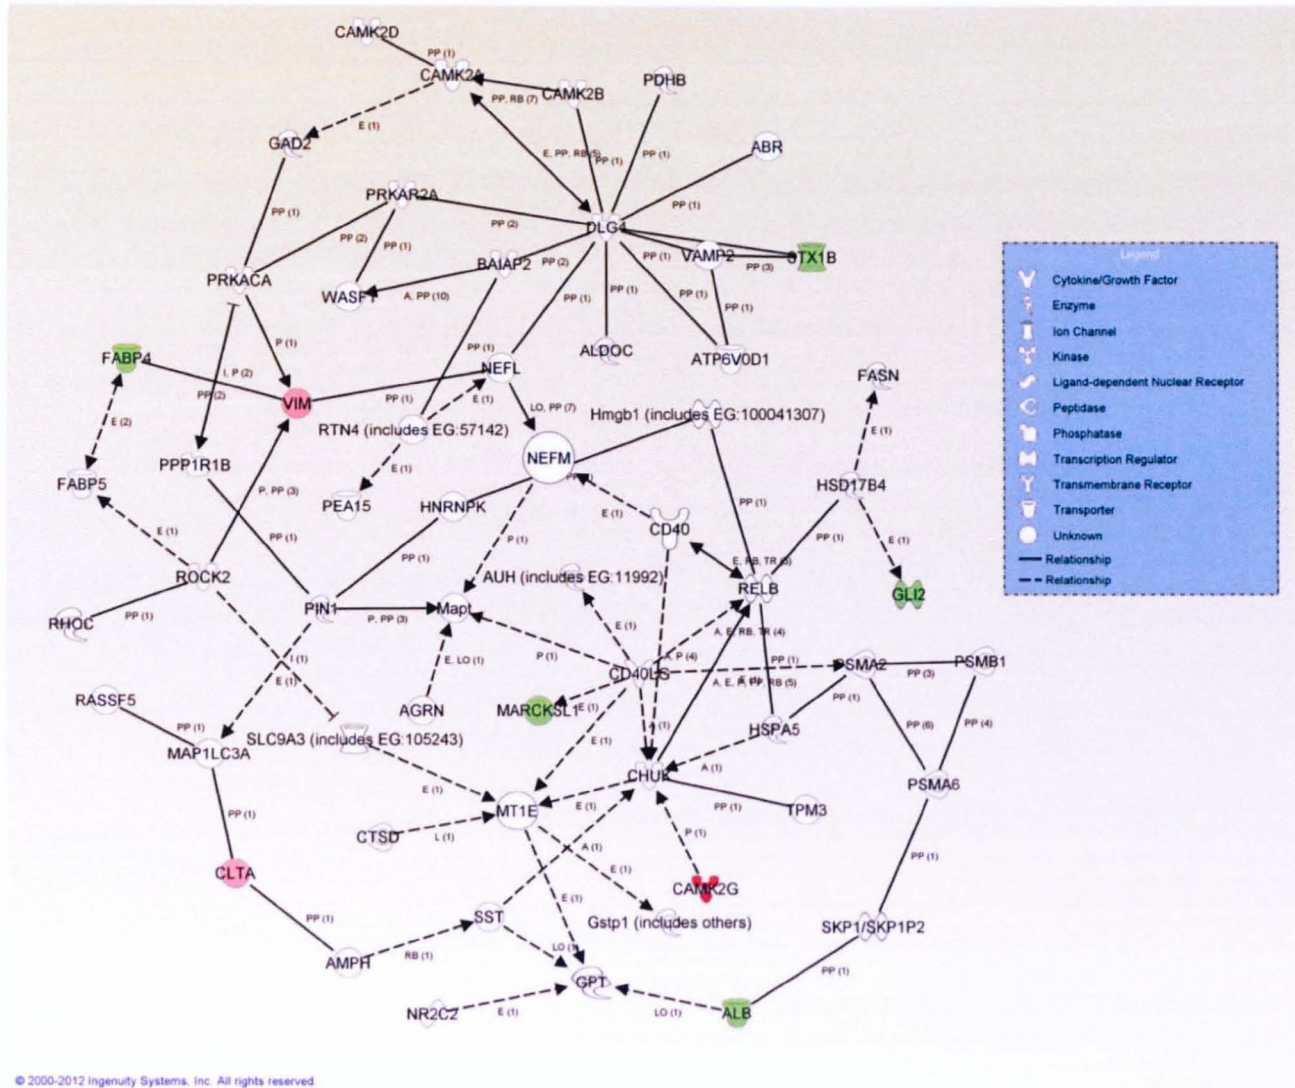 CAMK2D
PP (1)
CAMK2A
CAMK2B
PDHB
PP, RB (7)
E (1)
GAD2
E, PP, RB (5)
PP (1)
PP (1)
ABR
PRKAR2A
PP (1)
PP (1)
PP (2)
DLG4
PP (2)
PP (1)
BAIAP2
PP (2)
PP (1)
VAMP2
PP (3)
STX1B
PRKACA
WASF1
A, PP (10)
PP (1)
PP (1)
PP (1)
PP (1)
P (1)
PP (1)
ALDOC
ATP6V0D1
FABP4
I, P (2)
NEFL
FASN
PP (2)
VIM
PP (1)
E (1)
LO, PP (7)
Hmgb1 (includes EG:100041307)
E (2)
RTN4 (includes EG:57142)
E (1)
NEFM
PPP1R1B
E (1)
FABP5
P, PP (3)
PEA15
HNRNPK
HSD17B4
PP (1)
E (1)
CD40
E (1)
PP (1)
PP (1)
P (1)
PP (1)
E (1)
E, RB, TR (5)
ROCK2
AUH (includes EG:11992)
RELB
GLI2
RHOC
PP (1)
PIN1
P, PP (3)
Mapt
E (1)
A, E, RB, TR (4)
E, LO (1)
P (1)
A, P (4)
I (1)
PP (1)
PSMA2
PSMB1
E (1)
CD40LG
PP (3)
RASSF5
AGRN
MARCKSL1
E (1)
PP (1)
PP (1)
HSPA5
PP (6)
PP (4)
MAP1LC3A
SLC9A3 (includes EG:105243)
E (1)
A (1)
A (1)
CHUK
PSMA6
E (1)
E (1)
PP (1)
PP (1)
MT1E
TPM3
CTSD
L (1)
P (1)
A (1)
PP (1)
CLTA
E (1)
CAMK2G
E (1)
PP (1)
SST
Gstp1 (includes others)
SKP1/SKP1P2
RB (1)
LO (1)
AMPH
PP (1)
GPT
NR2C2
E (1)
LO (1)
ALB
Legend
Cytokine/Growth Factor
Enzyme
Ion Channel
Kinase
Ligand-dependent Nuclear Receptor
Peptidase
Phosphatase
Transcription Regulator
Transmembrane Receptor
Transporter
Unknown
Relationship
Relationship
© 2000-2012 Ingenuity Systems, Inc. All rights reserved.